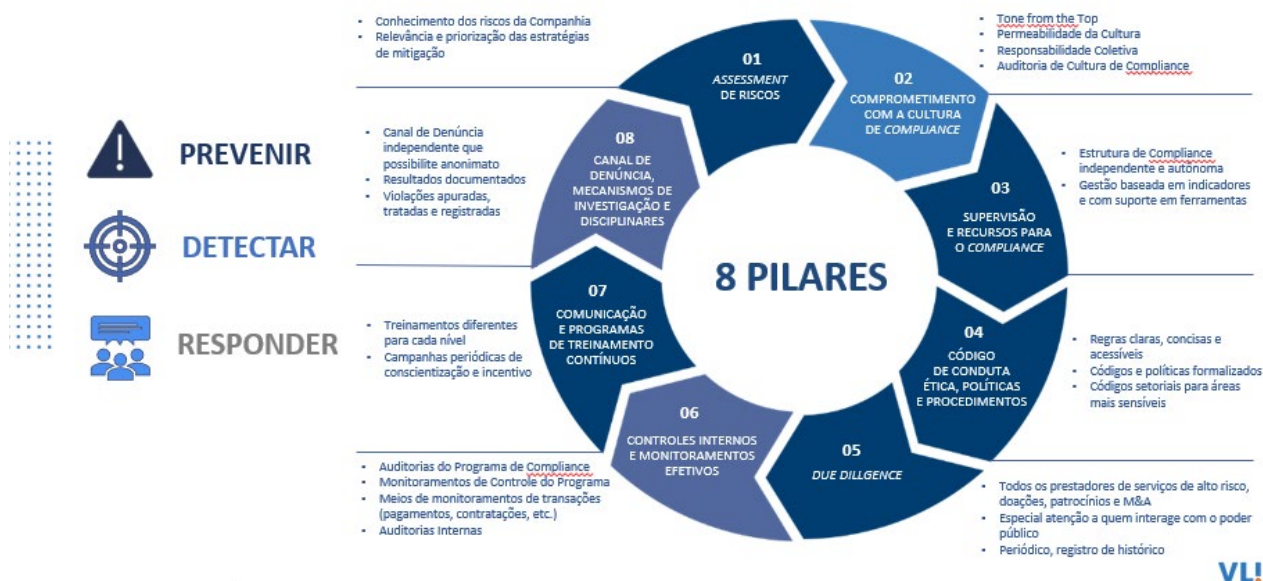 PREVENIR
DETECTAR
RESPONDER
8 PILARES
01
ASSESSMENT
DE RISCOS
• Conhecimento dos riscos da Companhia
• Relevância e priorização das estratégias
de mitigação
02
COMPROMETIMENTO
COM A CULTURA
DE COMPLIANCE
• Tone from the Top
• Permeabilidade da Cultura
• Responsabilidade Coletiva
• Auditoria de Cultura de Compliance
03
SUPERVISÃO
E RECURSOS PARA
O COMPLIANCE
• Estrutura de Compliance
independente e autônoma
• Gestão baseada em indicadores
e com suporte em ferramentas
04
CÓDIGO
DE CONDUTA
ÉTICA, POLÍTICAS
E PROCEDIMENTOS
• Regras claras, concisas e
acessíveis
• Códigos e políticas formalizados
• Códigos setoriais para áreas
mais sensíveis
05
DUE DILLGENCE
• Todos os prestadores de serviços de alto risco,
doações, patrocínios e M&A
• Especial atenção a quem interage com o poder
público
• Periódico, registro de histórico
06
CONTROLES INTERNOS
E MONITORAMENTOS
EFETIVOS
• Auditorias do Programa de Compliance
• Monitoramentos de Controle do Programa
• Meios de monitoramentos de transações
(pagamentos, contratações, etc.)
• Auditorias Internas
07
COMUNICAÇÃO
E PROGRAMAS
DE TREINAMENTO
CONTÍNUOS
• Treinamentos diferentes
para cada nível
• Campanhas periódicas de
conscientização e incentivo
08
CANAL DE
DENÚNCIA,
MECANISMOS DE
INVESTIGAÇÃO E
DISCIPLINARES
• Canal de Denúncia
independente que
possibilite anonimato
• Resultados documentados
• Violações apuradas,
tratadas e registradas
VL!